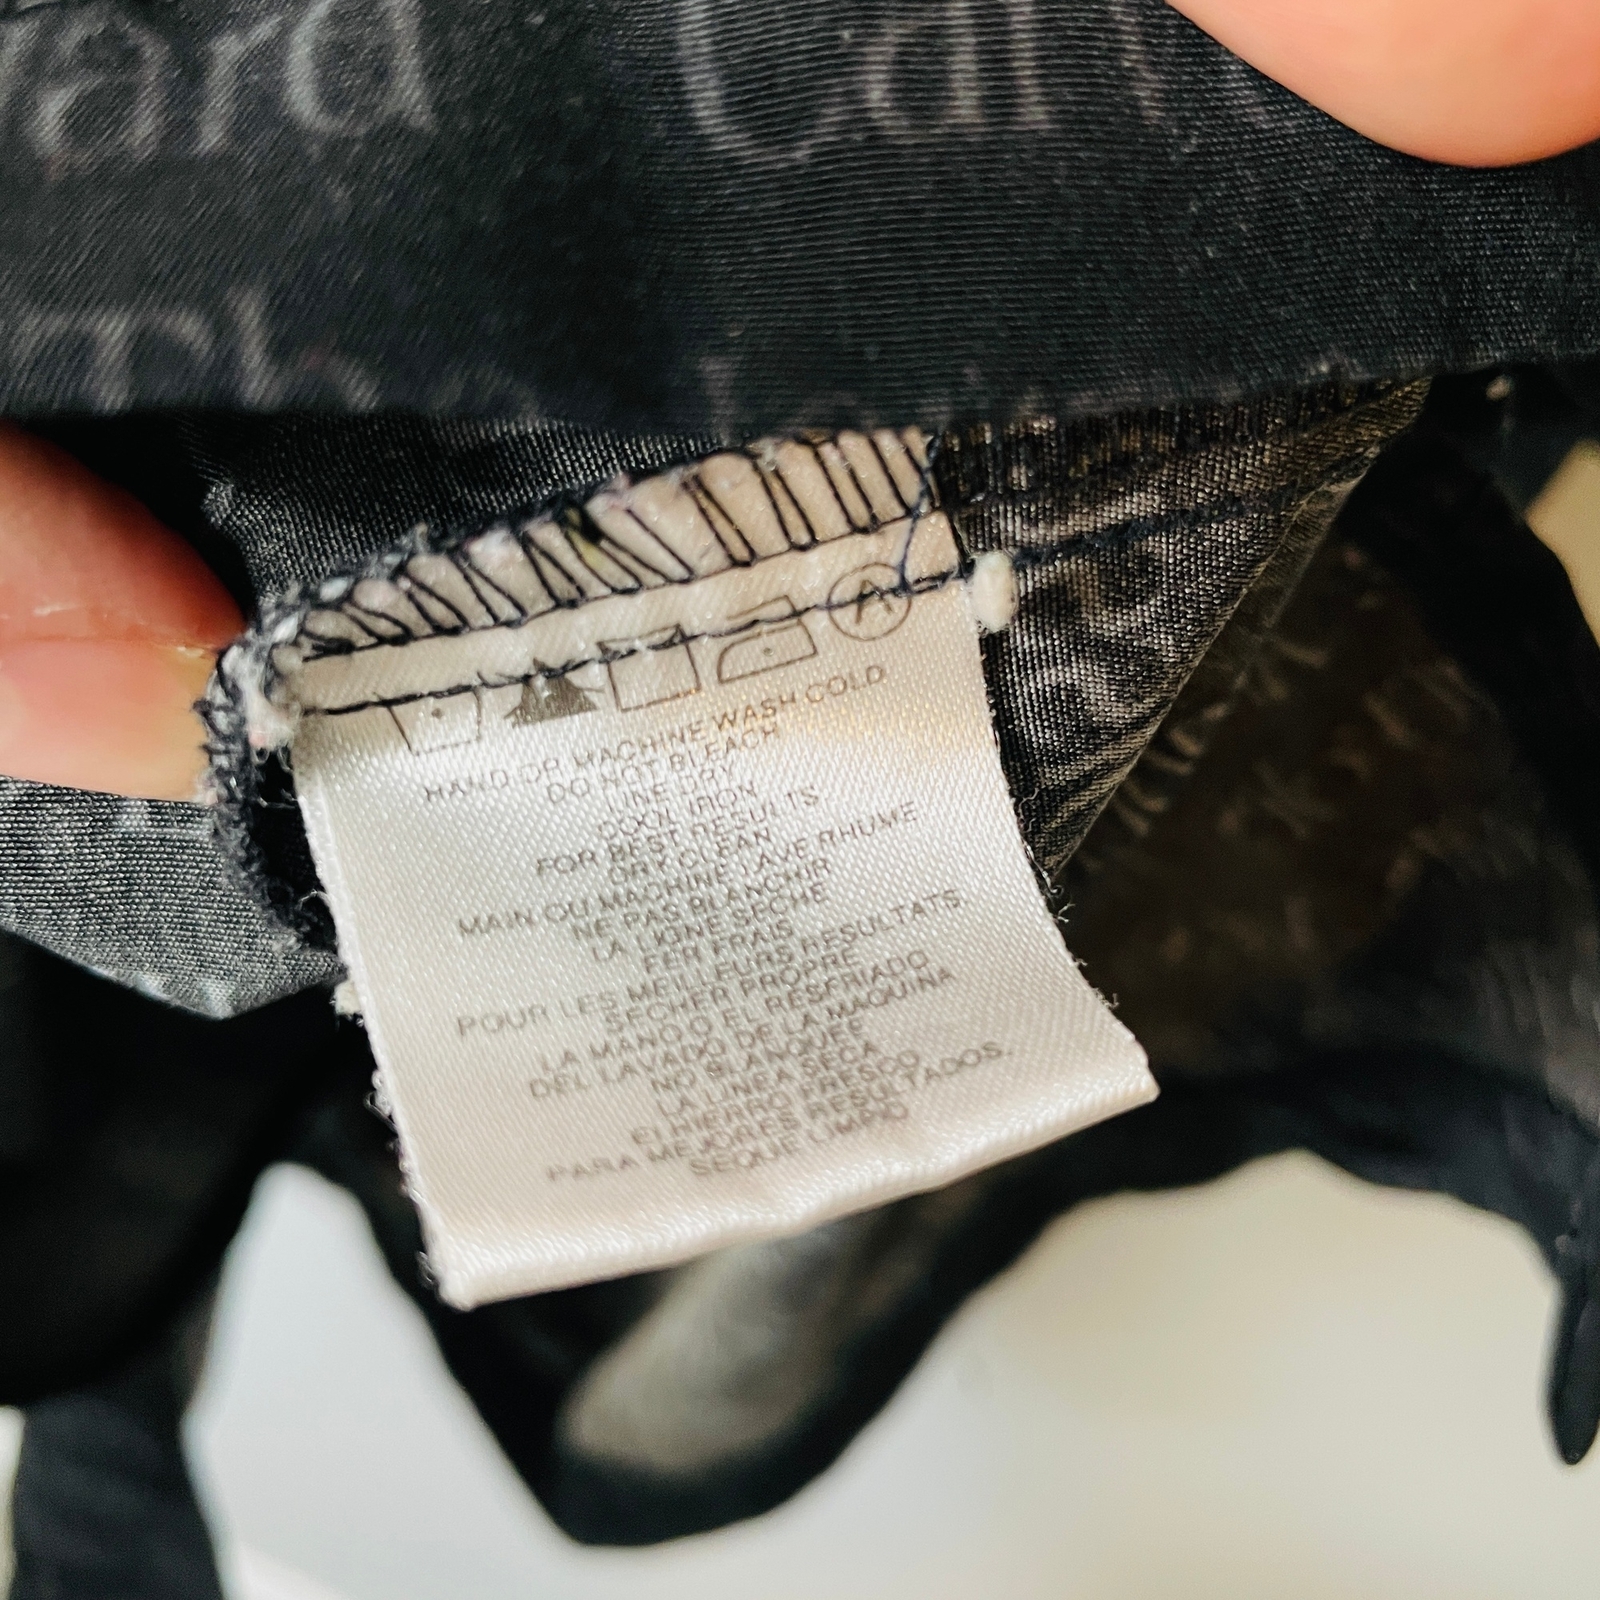 ard Car
Th
A
HAND OR MACHINE WASH COLD
DO NOT BLEACH
LINE DRY
COOL IRON
FOR BEST RESULTS
DRY CLEAN
MAIN OU MACHINE LAVE RHUME
NE PAS BLANCHIR
LA LIGNE SECHE
FER FRAIS
POUR LES MEILLEURS RESULTATS.
SECHER PROPRE
LA MANO O EL RESFRIADO
DEL LAVADO DE LA MAQUINA
NO BLANQUEE
LA LINEA SECA
El HIERRO FRESCO
PARA MEJORES RESULTADOS.
SEQUE LIMPIO